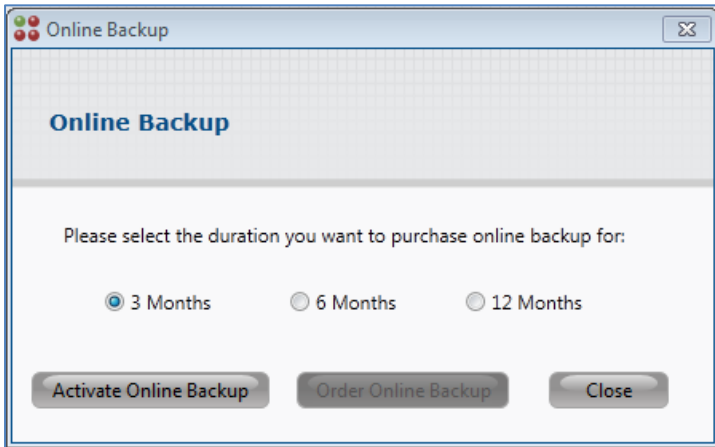 Online Backup
Online Backup
Please select the duration you want to purchase online backup for:
3 Months 6 Months 12 Months
Activate Online Backup Order Online Backup Close